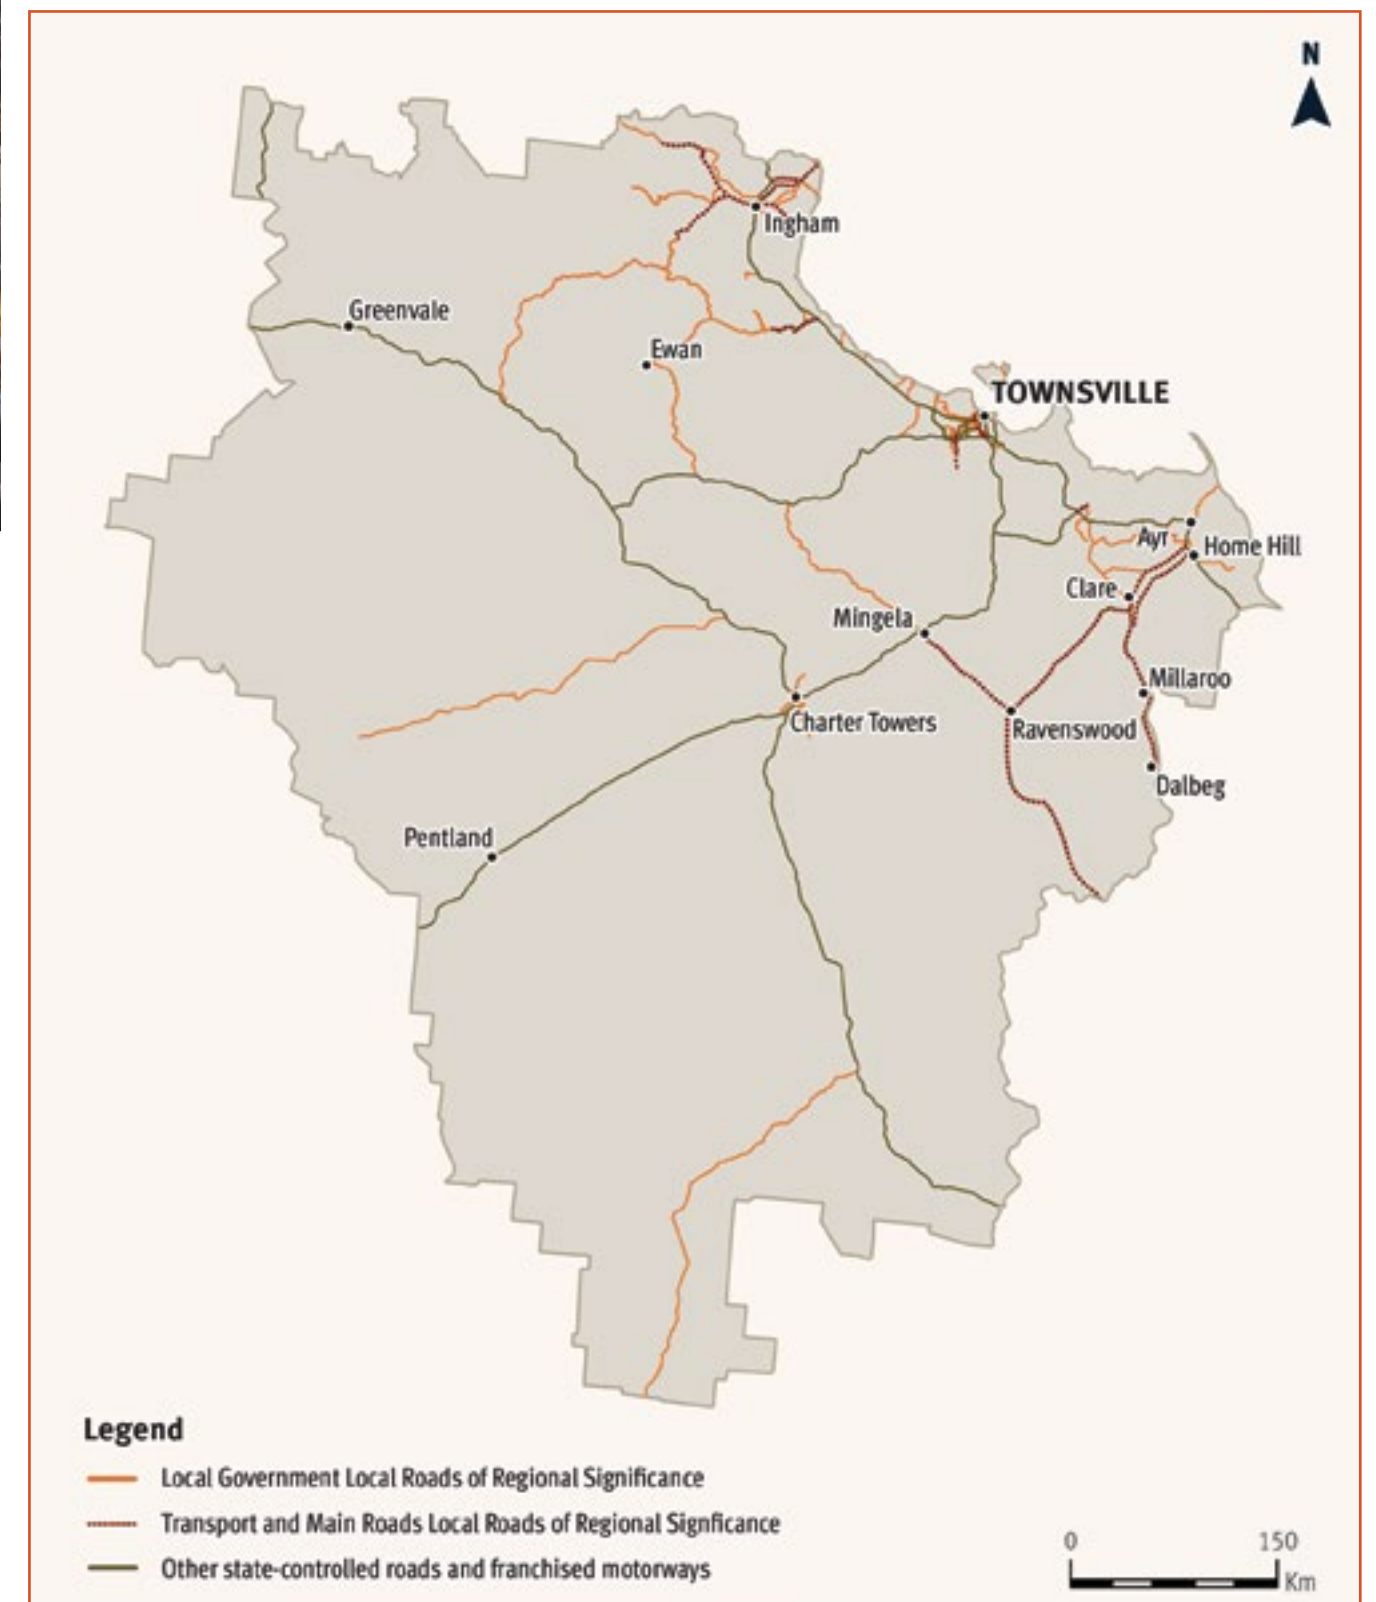 N
Ingham
Greenvale
Ewan
TOWNSVILLE
Ayr
Home Hill
Clare
Mingela
Millaroo
Charter Towers
Ravenswood
Dalbeg
Pentland
Legend
Local Government Local Roads of Regional Significance
Transport and Main Roads Local Roads of Regional Signficance
Other state-controlled roads and franchised motorways
0 150
Km